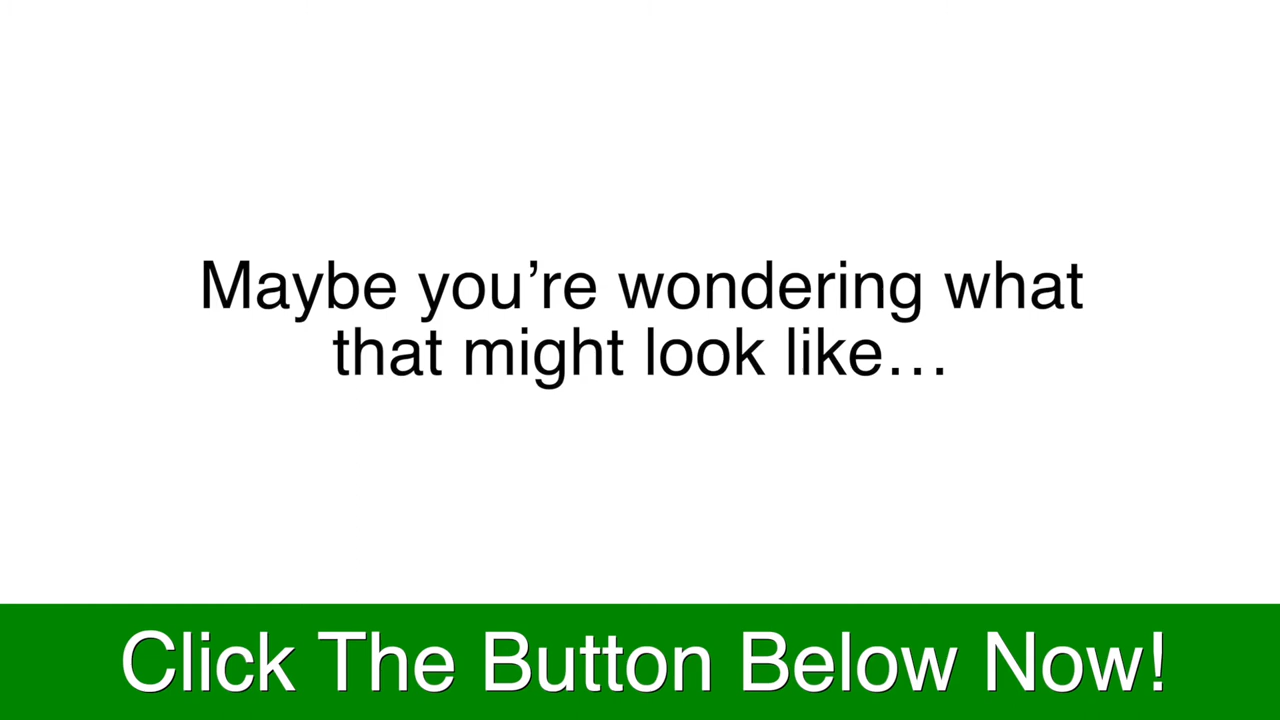 Maybe you’re wondering what
that might look like…
Click The Button Below Now!